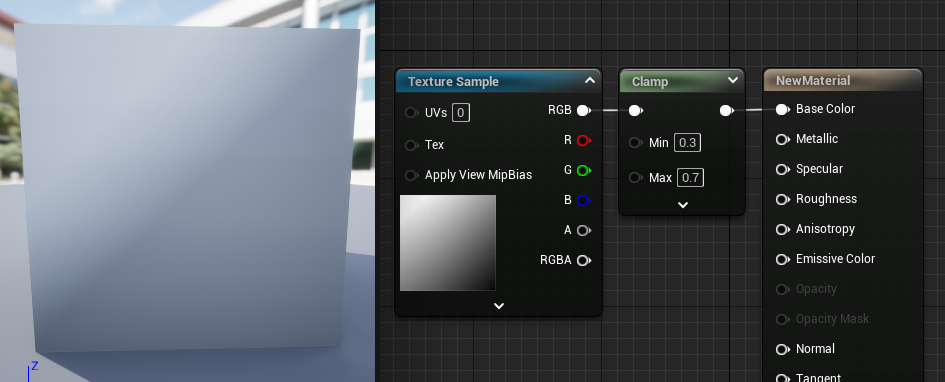 Texture Sample
UVs 0
Tex
Apply View MipBias
RGB
R
G
B
A
RGBA
Clamp
Min 0.3
Max 0.7
NewMaterial
Base Color
Metallic
Specular
Roughness
Anisotropy
Emissive Color
Opacity
Opacity Mask
Normal
Tangent
Z